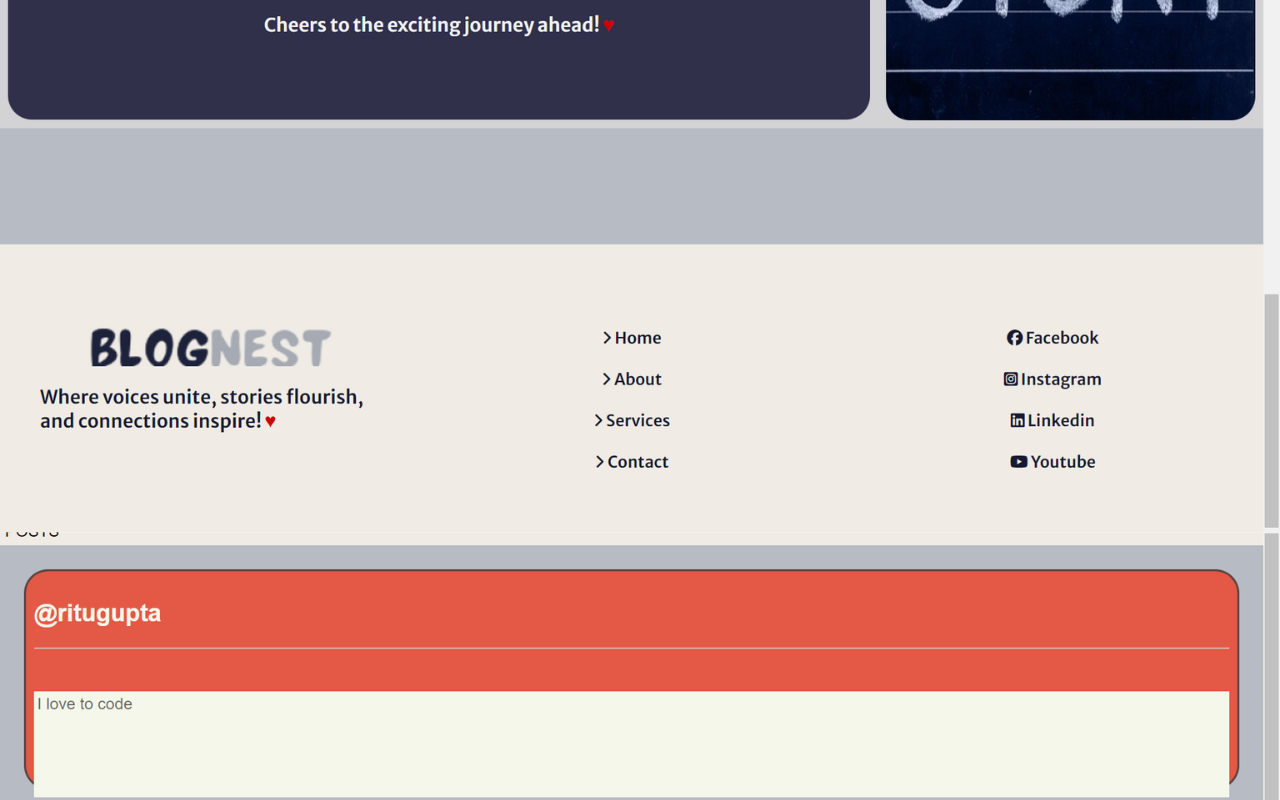 Cheers to the exciting journey ahead! ♥
BLOGNEST
Where voices unite, stories flourish,
and connections inspire! ♥
Home
About
Services
Contact
Facebook
Instagram
Linkedin
Youtube
@ritugupta
I love to code